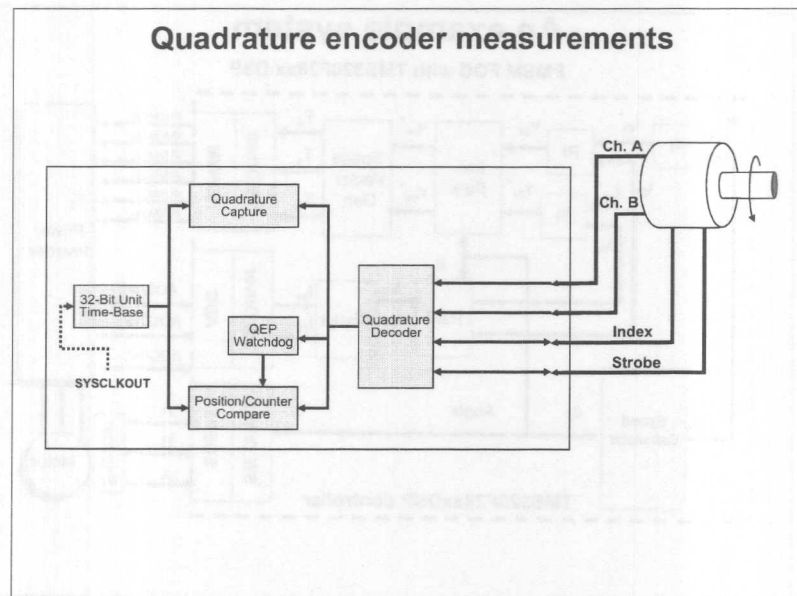 Quadrature encoder measurements
Ch. A
Quadrature
Capture
Ch. B
32-Bit Unit
Time-Base
QEP
Watchdog
Quadrature
Decoder
Index
Strobe
SYSCLKOUT
Position/Counter
Compare